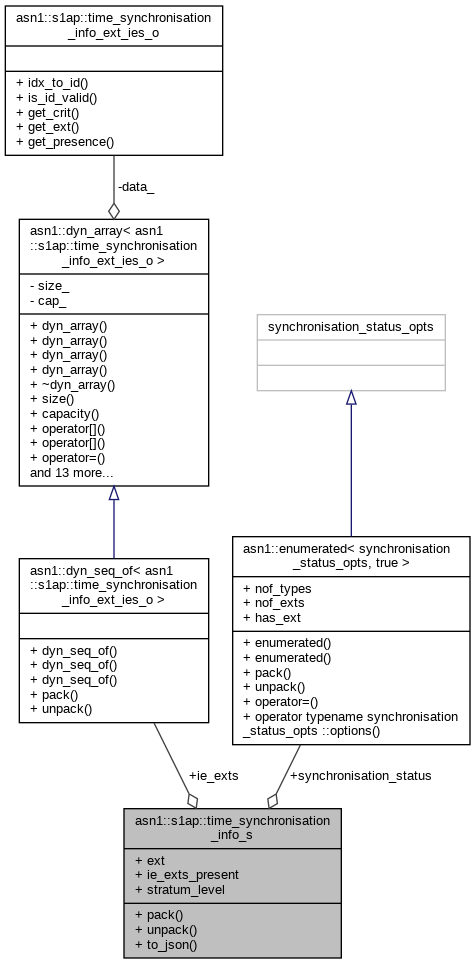 asn1::s1ap::time_synchronisation
_info_ext_ies_o
+ idx_to_id()
+ is_id_valid()
+ get_crit()
+ get_ext()
+ get_presence()
-data_
asn1::dyn_array< asn1
::s1ap::time_synchronisation
_info_ext_ies_o >
- size_
- cap_
+ dyn_array()
+ dyn_array()
+ dyn_array()
+ dyn_array()
+ ~dyn_array()
+ size()
+ capacity()
+ operator[]()
+ operator[]()
+ operator=()
and 13 more...
synchronisation_status_opts
asn1::dyn_seq_of< asn1
::s1ap::time_synchronisation
_info_ext_ies_o >
+ dyn_seq_of()
+ dyn_seq_of()
+ dyn_seq_of()
+ pack()
+ unpack()
asn1::enumerated< synchronisation
_status_opts, true >
+ nof_types
+ nof_exts
+ has_ext
+ enumerated()
+ enumerated()
+ pack()
+ unpack()
+ operator=()
+ operator typename synchronisation
_status_opts ::options()
+ie_exts
+synchronisation_status
asn1::s1ap::time_synchronisation
_info_s
+ ext
+ ie_exts_present
+ stratum_level
+ pack()
+ unpack()
+ to_json()